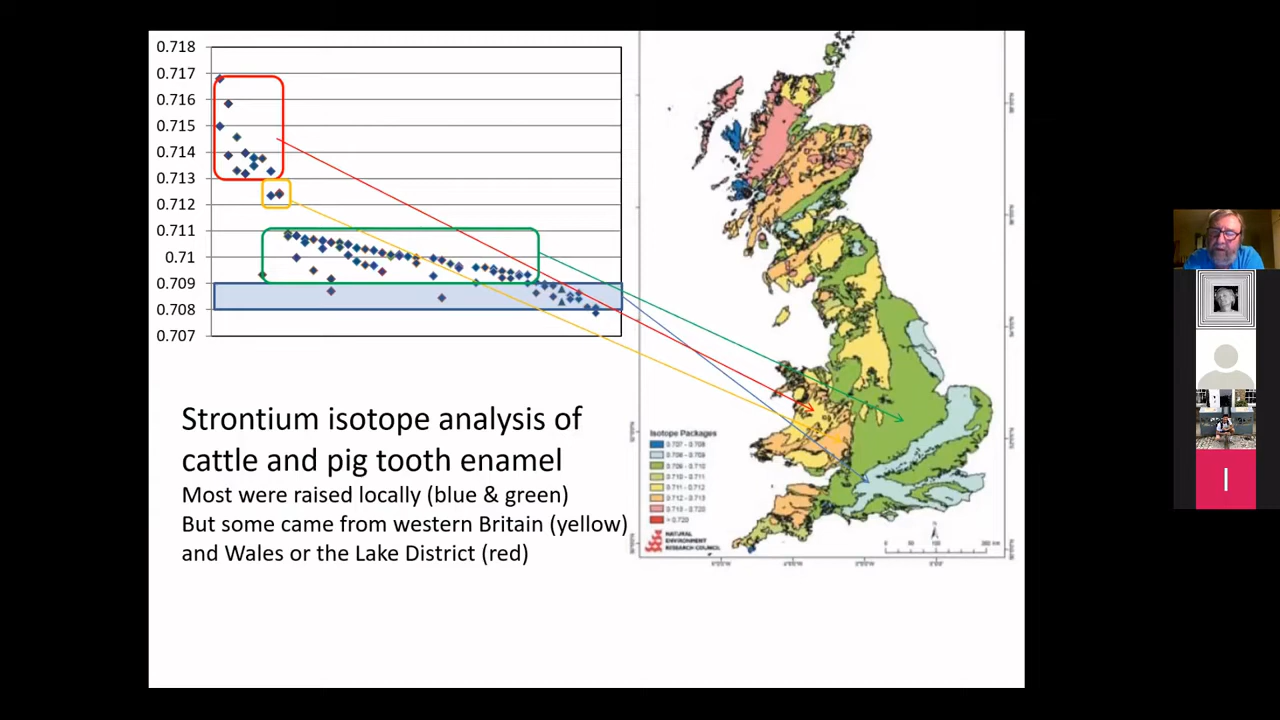 0.718
0.717
0.716
0.715
0.714
0.713
0.712
0.711
0.71
0.709
0.708
0.707
Strontium isotope analysis of
cattle and pig tooth enamel
Most were raised locally (blue & green)
But some came from western Britain (yellow)
and Wales or the Lake District (red)
Isotope Packages
0.707 - 0.708
0.708 - 0.709
0.709 - 0.710
0.710 - 0.711
0.711 - 0.712
0.712 - 0.713
0.713 - 0.720
> 0.720
NATURAL
ENVIRONMENT
RESEARCH COUNCIL
N
I